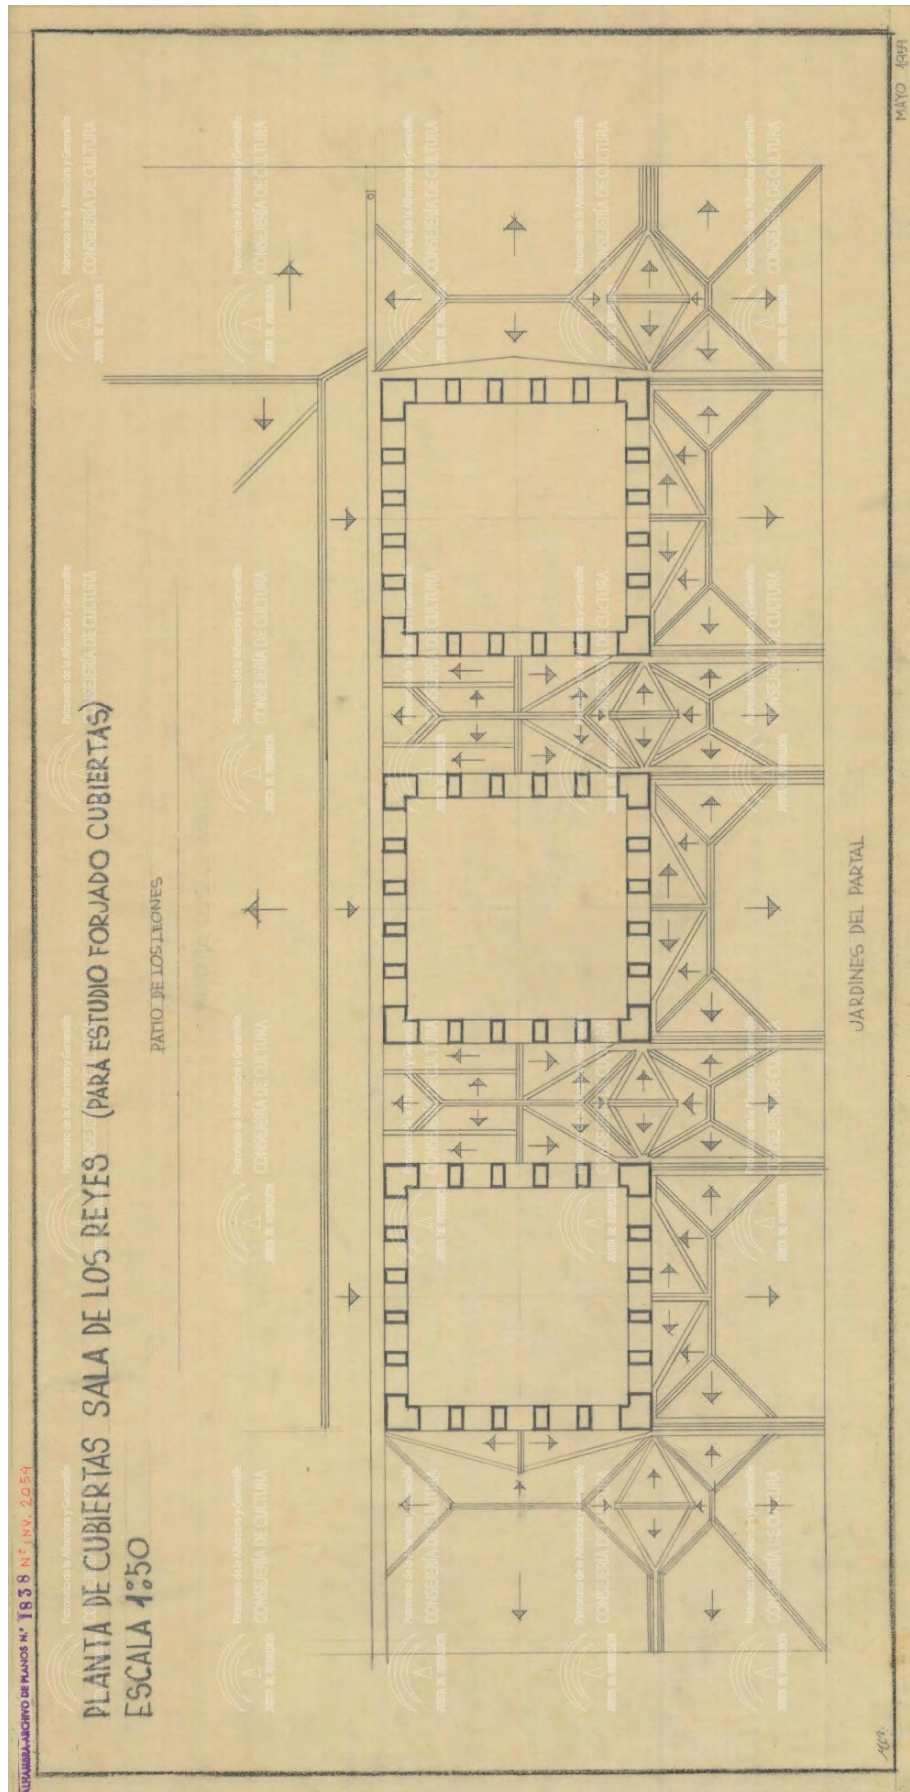 ALHAMBRA-ARCHIVO DE PLANOS N.º 1838 Nº INV. 2054
PLANTA DE CUBIERTAS SALA DE LOS REYES (PARA ESTUDIO FORJADO CUBIERTAS)
ESCALA 1:50
PATIO DE LOS LEONES
JARDINES DEL PARTAL
MAYO 1959
Patronato de la Alhambra y Generalife
CONSEJERÍA DE CULTURA
JUNTA DE ANDALUCIA